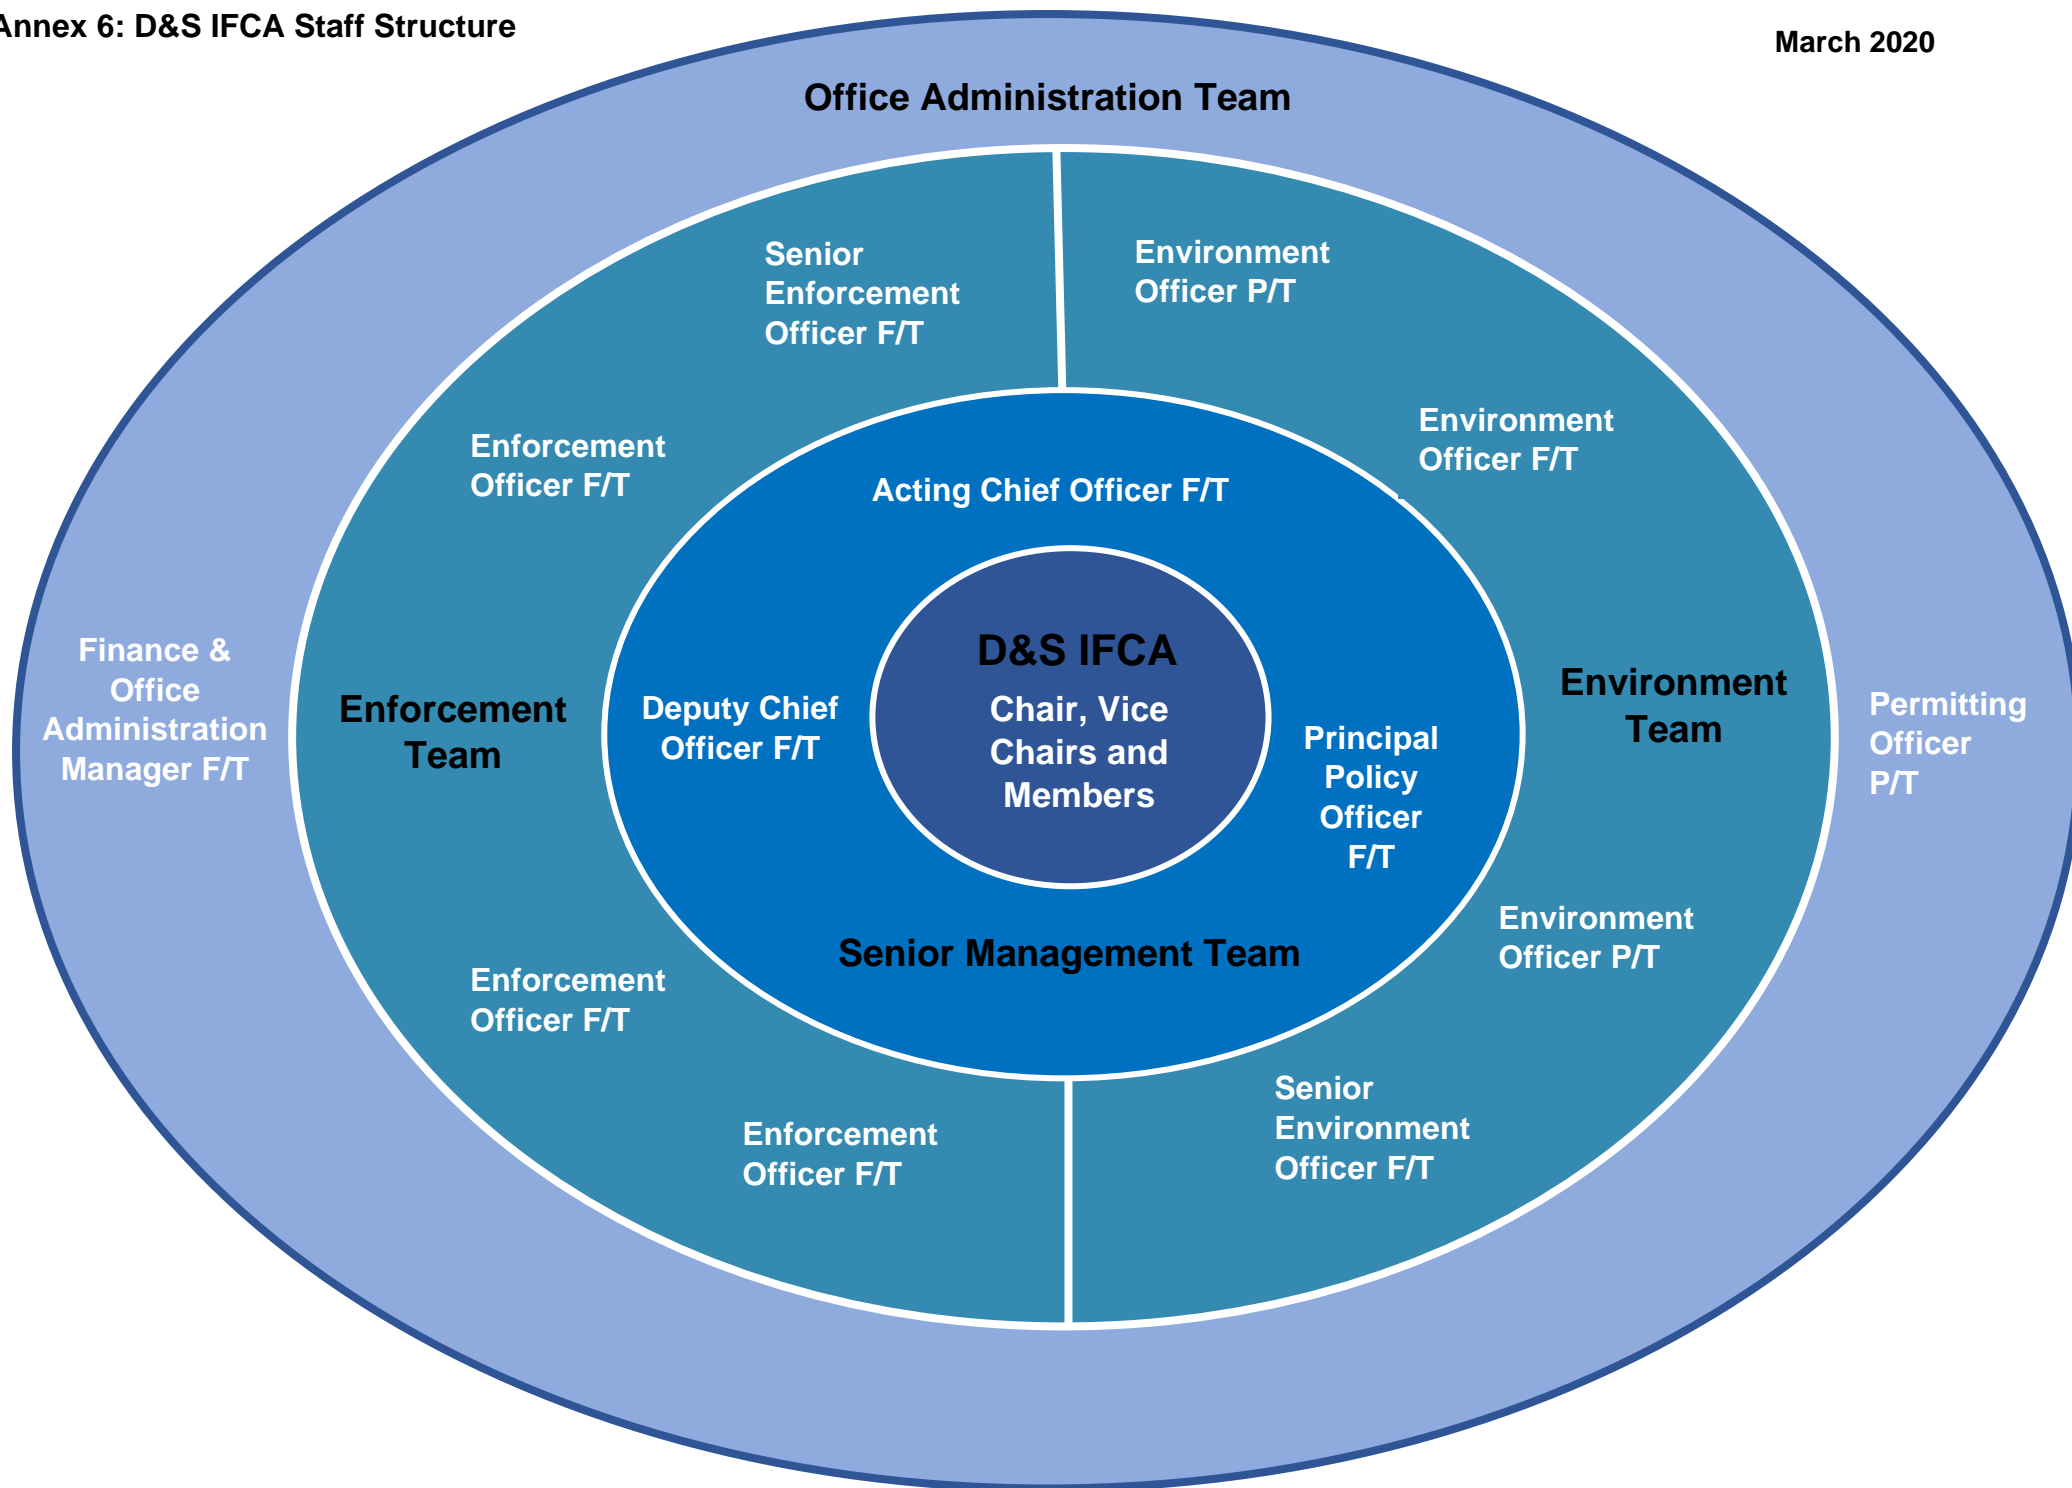 Annex 6: D&S IFCA Staff Structure
March 2020
Office Administration Team
Senior
Enforcement
Officer F/T
Environment
Officer P/T
Enforcement
Officer F/T
Environment
Officer F/T
Acting Chief Officer F/T
Finance &
Office
Administration
Manager F/T
Enforcement
Team
Deputy Chief
Officer F/T
D&S IFCA
Chair, Vice
Chairs and
Members
Principal
Policy
Officer
F/T
Environment
Team
Permitting
Officer
P/T
Senior Management Team
Environment
Officer P/T
Enforcement
Officer F/T
Enforcement
Officer F/T
Senior
Environment
Officer F/T